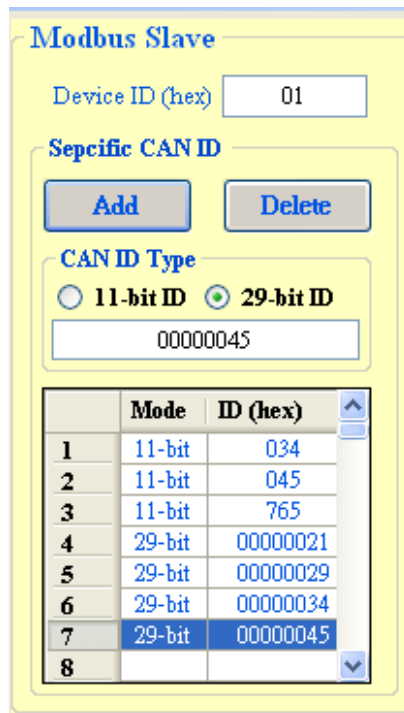 Modbus Slave
Device ID (hex) 01
Sepcific CAN ID
Add Delete
CAN ID Type
11-bit ID 29-bit ID
00000045
Mode ID (hex)
1 11-bit 034
2 11-bit 045
3 11-bit 765
4 29-bit 00000021
5 29-bit 00000029
6 29-bit 00000034
7 29-bit 00000045
8